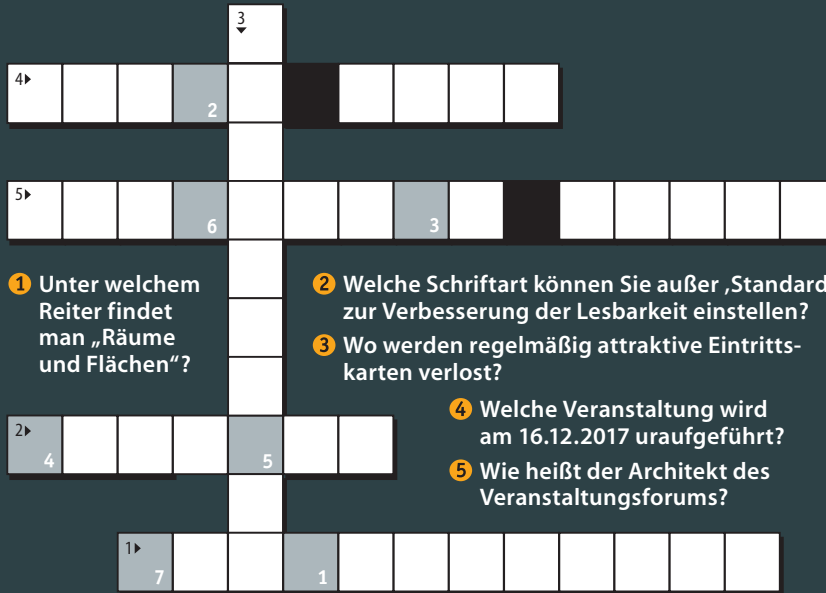 3
4
2
5
6
3
1 Unter welchem
Reiter findet
man „Räume
und Flächen“?
2 Welche Schriftart können Sie außer ‚Standard
zur Verbesserung der Lesbarkeit einstellen?
3 Wo werden regelmäßig attraktive Eintritts-
karten verlost?
4 Welche Veranstaltung wird
am 16.12.2017 uraufgeführt?
5 Wie heißt der Architekt des
Veranstaltungsforums?
2
4
5
1
7
1